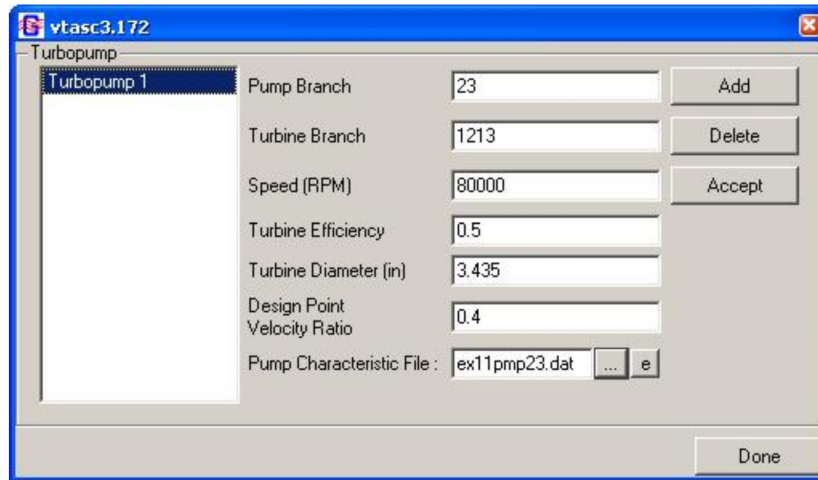 vtasc3.172
Turbopump
Turbopump 1
Pump Branch 23 Add
Turbine Branch 1213 Delete
Speed (RPM) 80000 Accept
Turbine Efficiency 0.5
Turbine Diameter (in) 3.435
Design Point
Velocity Ratio 0.4
Pump Characteristic File : ex11pmp23.dat ... e
Done